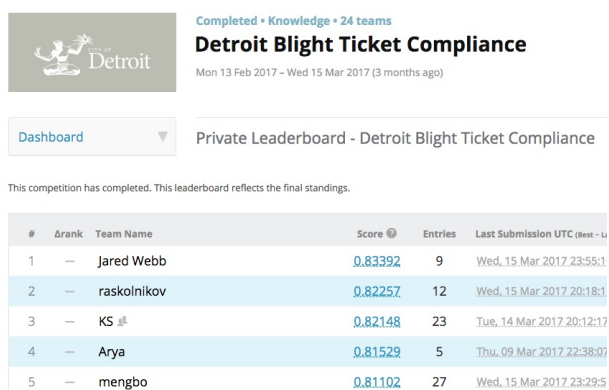 CITY OF
Detroit
Completed • Knowledge • 24 teams
Detroit Blight Ticket Compliance
Mon 13 Feb 2017 – Wed 15 Mar 2017 (3 months ago)
Dashboard
Private Leaderboard - Detroit Blight Ticket Compliance
This competition has completed. This leaderboard reflects the final standings.
# Δrank Team Name Score Entries Last Submission UTC (Best –
1 — Jared Webb 0.83392 9 Wed, 15 Mar 2017 23:55:1
2 — raskolnikov 0.82257 12 Wed, 15 Mar 2017 20:18:1
3 — KS 0.82148 23 Tue, 14 Mar 2017 20:12:17
4 — Arya 0.81529 5 Thu, 09 Mar 2017 22:38:07
5 — mengbo 0.81102 27 Wed, 15 Mar 2017 23:29:5